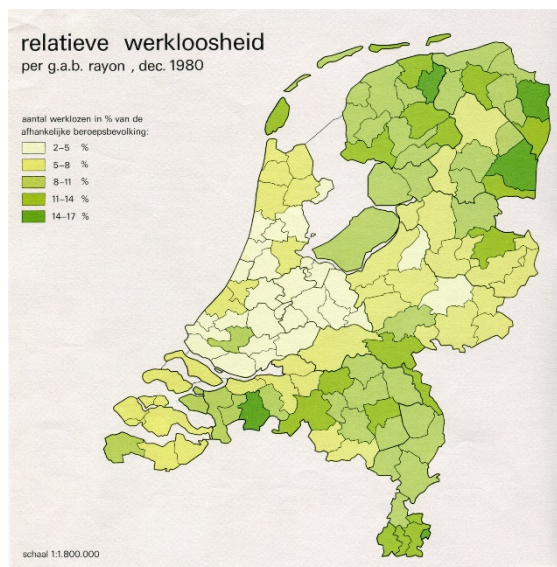 relatieve werkloosheid
per g.a.b. rayon , dec. 1980
aantal werklozen in % van de
afhankelijke beroepsbevolking:
2–5 %
5–8 %
8–11 %
11–14 %
14–17 %
schaal 1:1.800.000